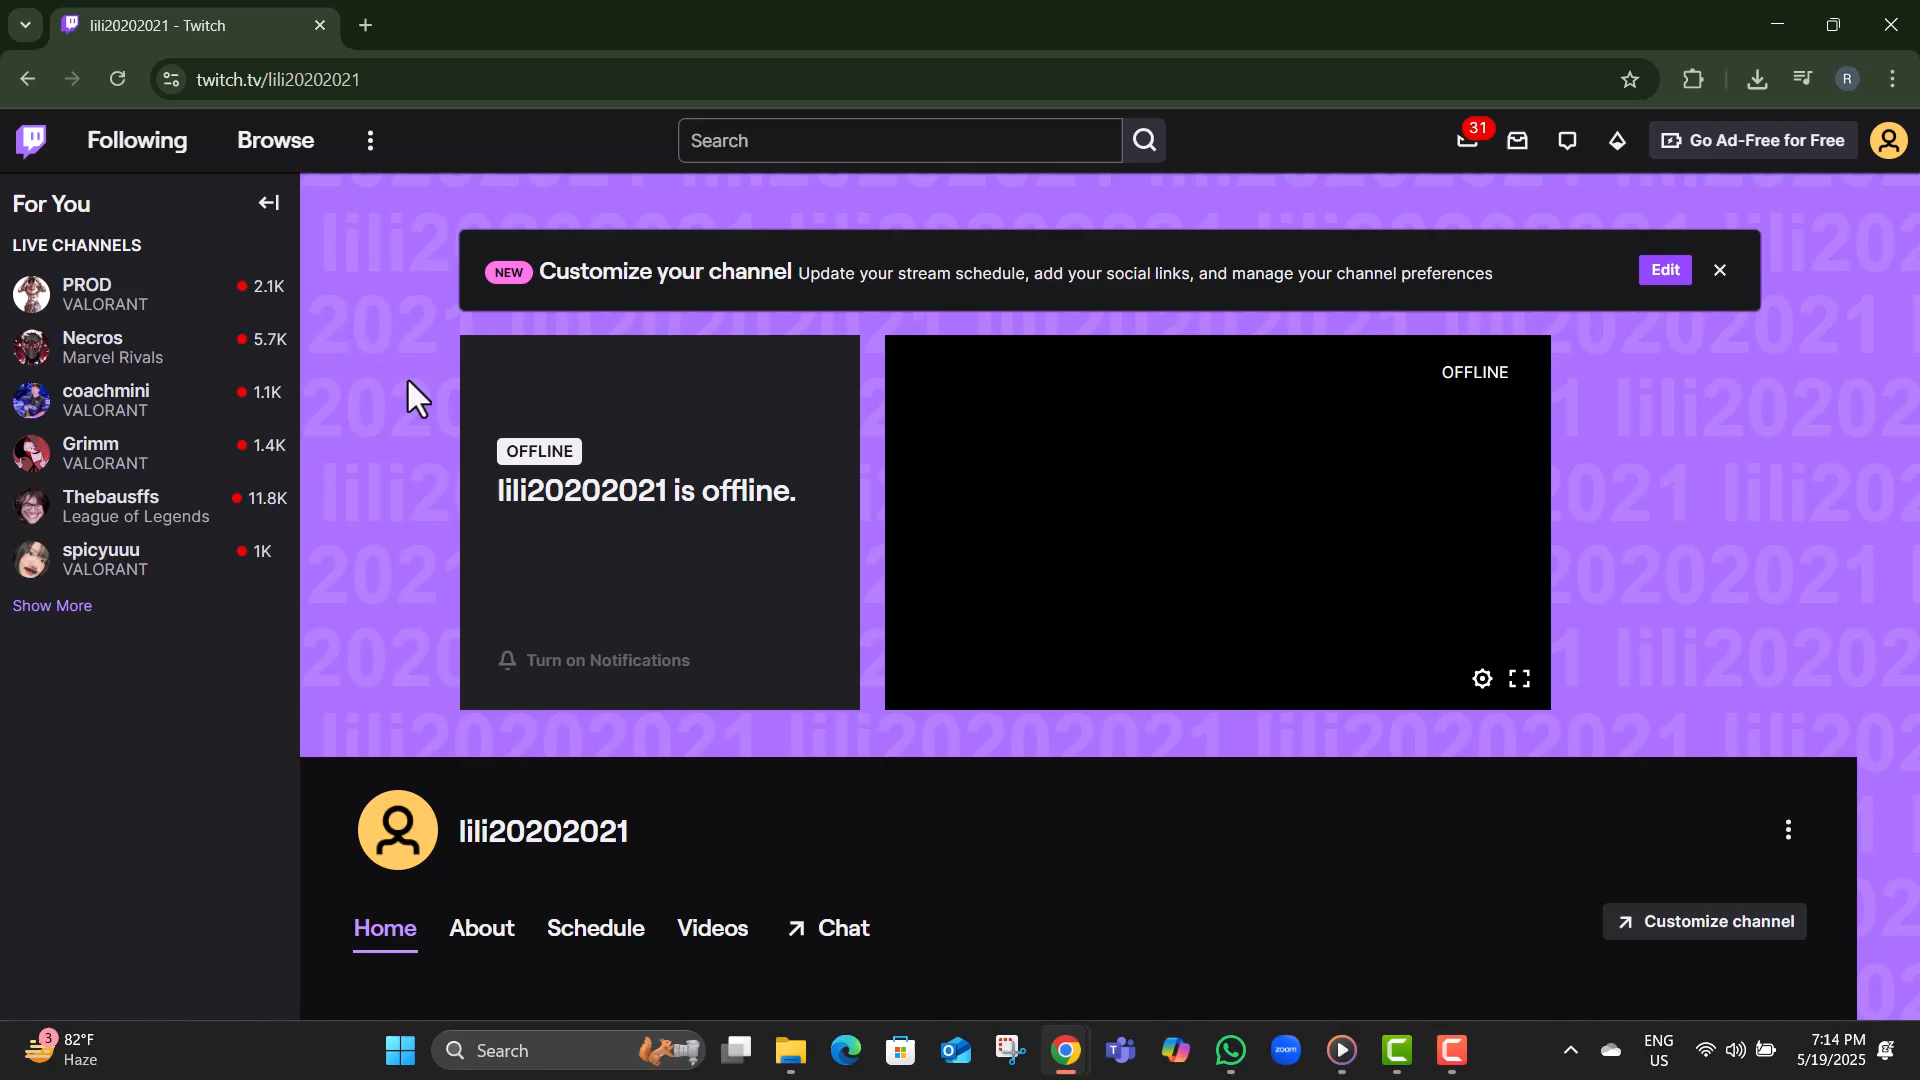 lili20202021 - Twitch
twitch.tv/lili20202021
R
Following
Browse
Search
31
Go Ad-Free for Free
For You
LIVE CHANNELS
PROD
VALORANT
2.1K
Necros
Marvel Rivals
5.7K
coachmini
VALORANT
1.1K
Grimm
VALORANT
1.4K
Thebausffs
League of Legends
11.8K
spicyuuu
VALORANT
1K
Show More
NEW Customize your channel Update your stream schedule, add your social links, and manage your channel preferences
Edit
OFFLINE
lili20202021 is offline.
Turn on Notifications
OFFLINE
lili20202021
Home
About
Schedule
Videos
Chat
Customize channel
3
82°F
Haze
Search
zoom
ENG
US
7:14 PM
5/19/2025